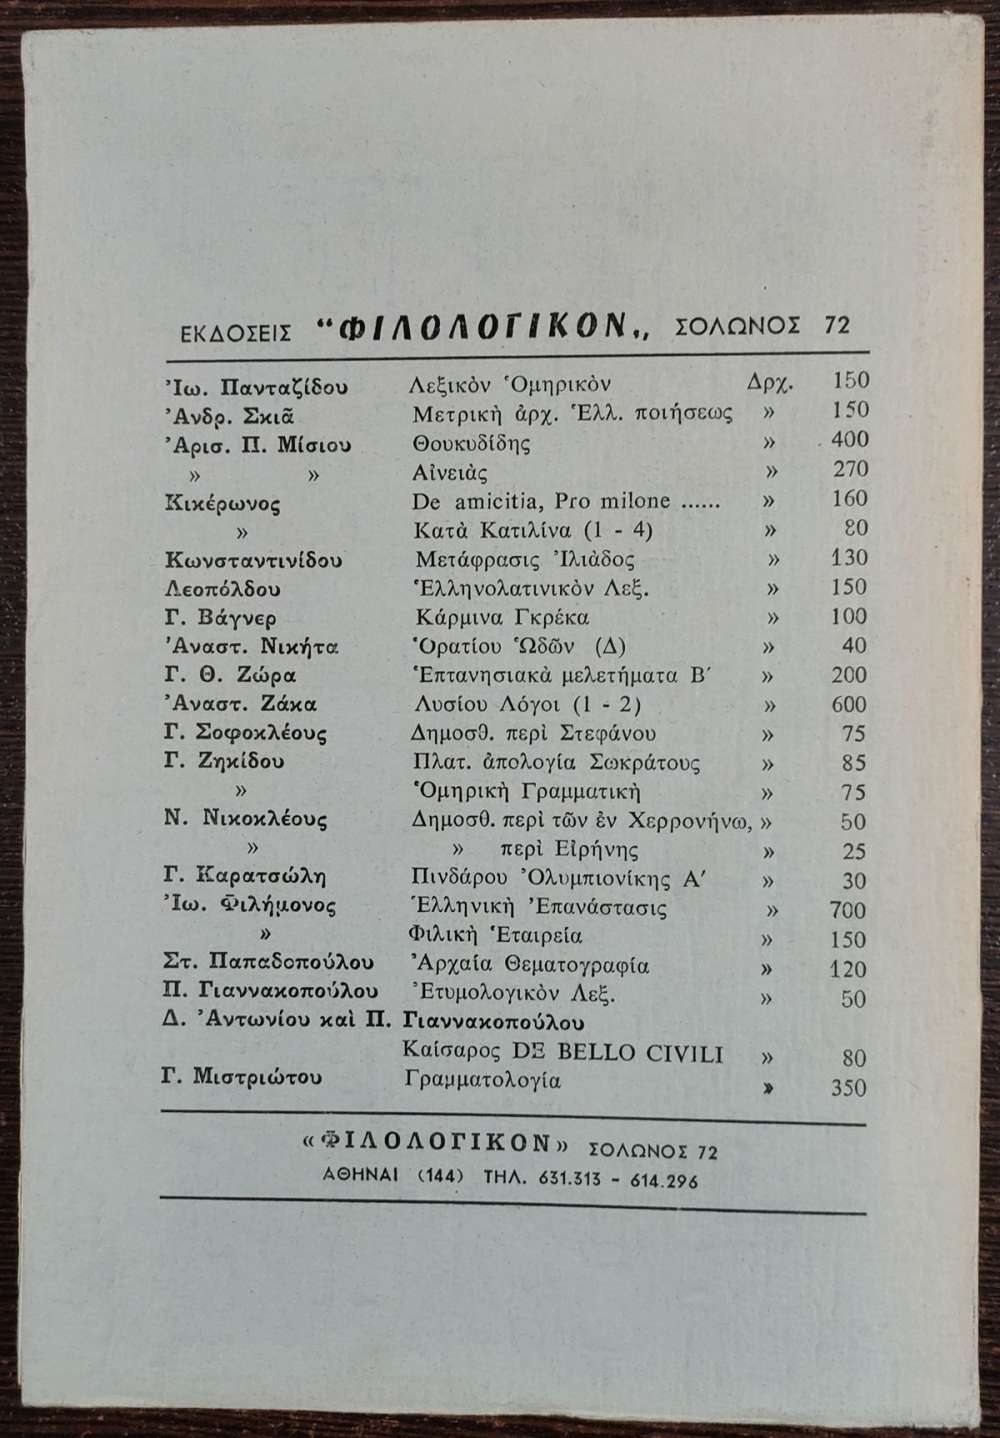 ΕΚΔΟΣΕΙΣ “ΦΙΛΟΛΟΓΙΚΟΝ„ ΣΟΛΩΝΟΣ 72
Ἰω. Πανταζίδου Λεξικὸν Ὁμηρικὸν Δρχ. 150
Ἀνδρ. Σκιᾶ Μετρικὴ ἀρχ. Ἑλλ. ποιήσεως » 150
Ἀρισ. Π. Μίσιου Θουκυδίδης » 400
» » Αἰνειὰς » 270
Κικέρωνος De amicitia, Pro milone ...... » 160
» Κατὰ Κατιλίνα (1 - 4) » 80
Κωνσταντινίδου Μετάφρασις Ἰλιὰδος » 130
Λεοπόλδου Ἑλληνολατινικὸν Λεξ. » 150
Γ. Βάγνερ Κάρμινα Γκρέκα » 100
Ἀναστ. Νικήτα Ὁρατίου Ὡδῶν (Δ) » 40
Γ. Θ. Ζώρα Ἑπτανησιακὰ μελετήματα Β′ » 200
Ἀναστ. Ζάκα Λυσίου Λόγοι (1 - 2) » 600
Γ. Σοφοκλέους Δημοσθ. περὶ Στεφάνου » 75
Γ. Ζηκίδου Πλατ. ἀπολογία Σωκράτους » 85
» Ὁμηρικὴ Γραμματικὴ » 75
Ν. Νικοκλέους Δημοσθ. περὶ τῶν ἐν Χερρονήνω, » 50
» » περὶ Εἰρήνης » 25
Γ. Καρατσώλη Πινδάρου Ὀλυμπιονίκης Α′ » 30
Ἰω. Φιλήμονος Ἑλληνικὴ Ἐπανάστασις » 700
» Φιλικὴ Ἑταιρεία » 150
Στ. Παπαδοπούλου Ἀρχαία Θεματογραφία » 120
Π. Γιαννακοπούλου Ἐτυμολογικὸν Λεξ. » 50
Δ. Ἀντωνίου καὶ Π. Γιαννακοπούλου
Καίσαρος DE BELLO CIVILI » 80
Γ. Μιστριώτου Γραμματολογία » 350
«ΦΙΛΟΛΟΓΙΚΟΝ» ΣΟΛΩΝΟΣ 72
ΑΘΗΝΑΙ (144) ΤΗΛ. 631.313 - 614.296